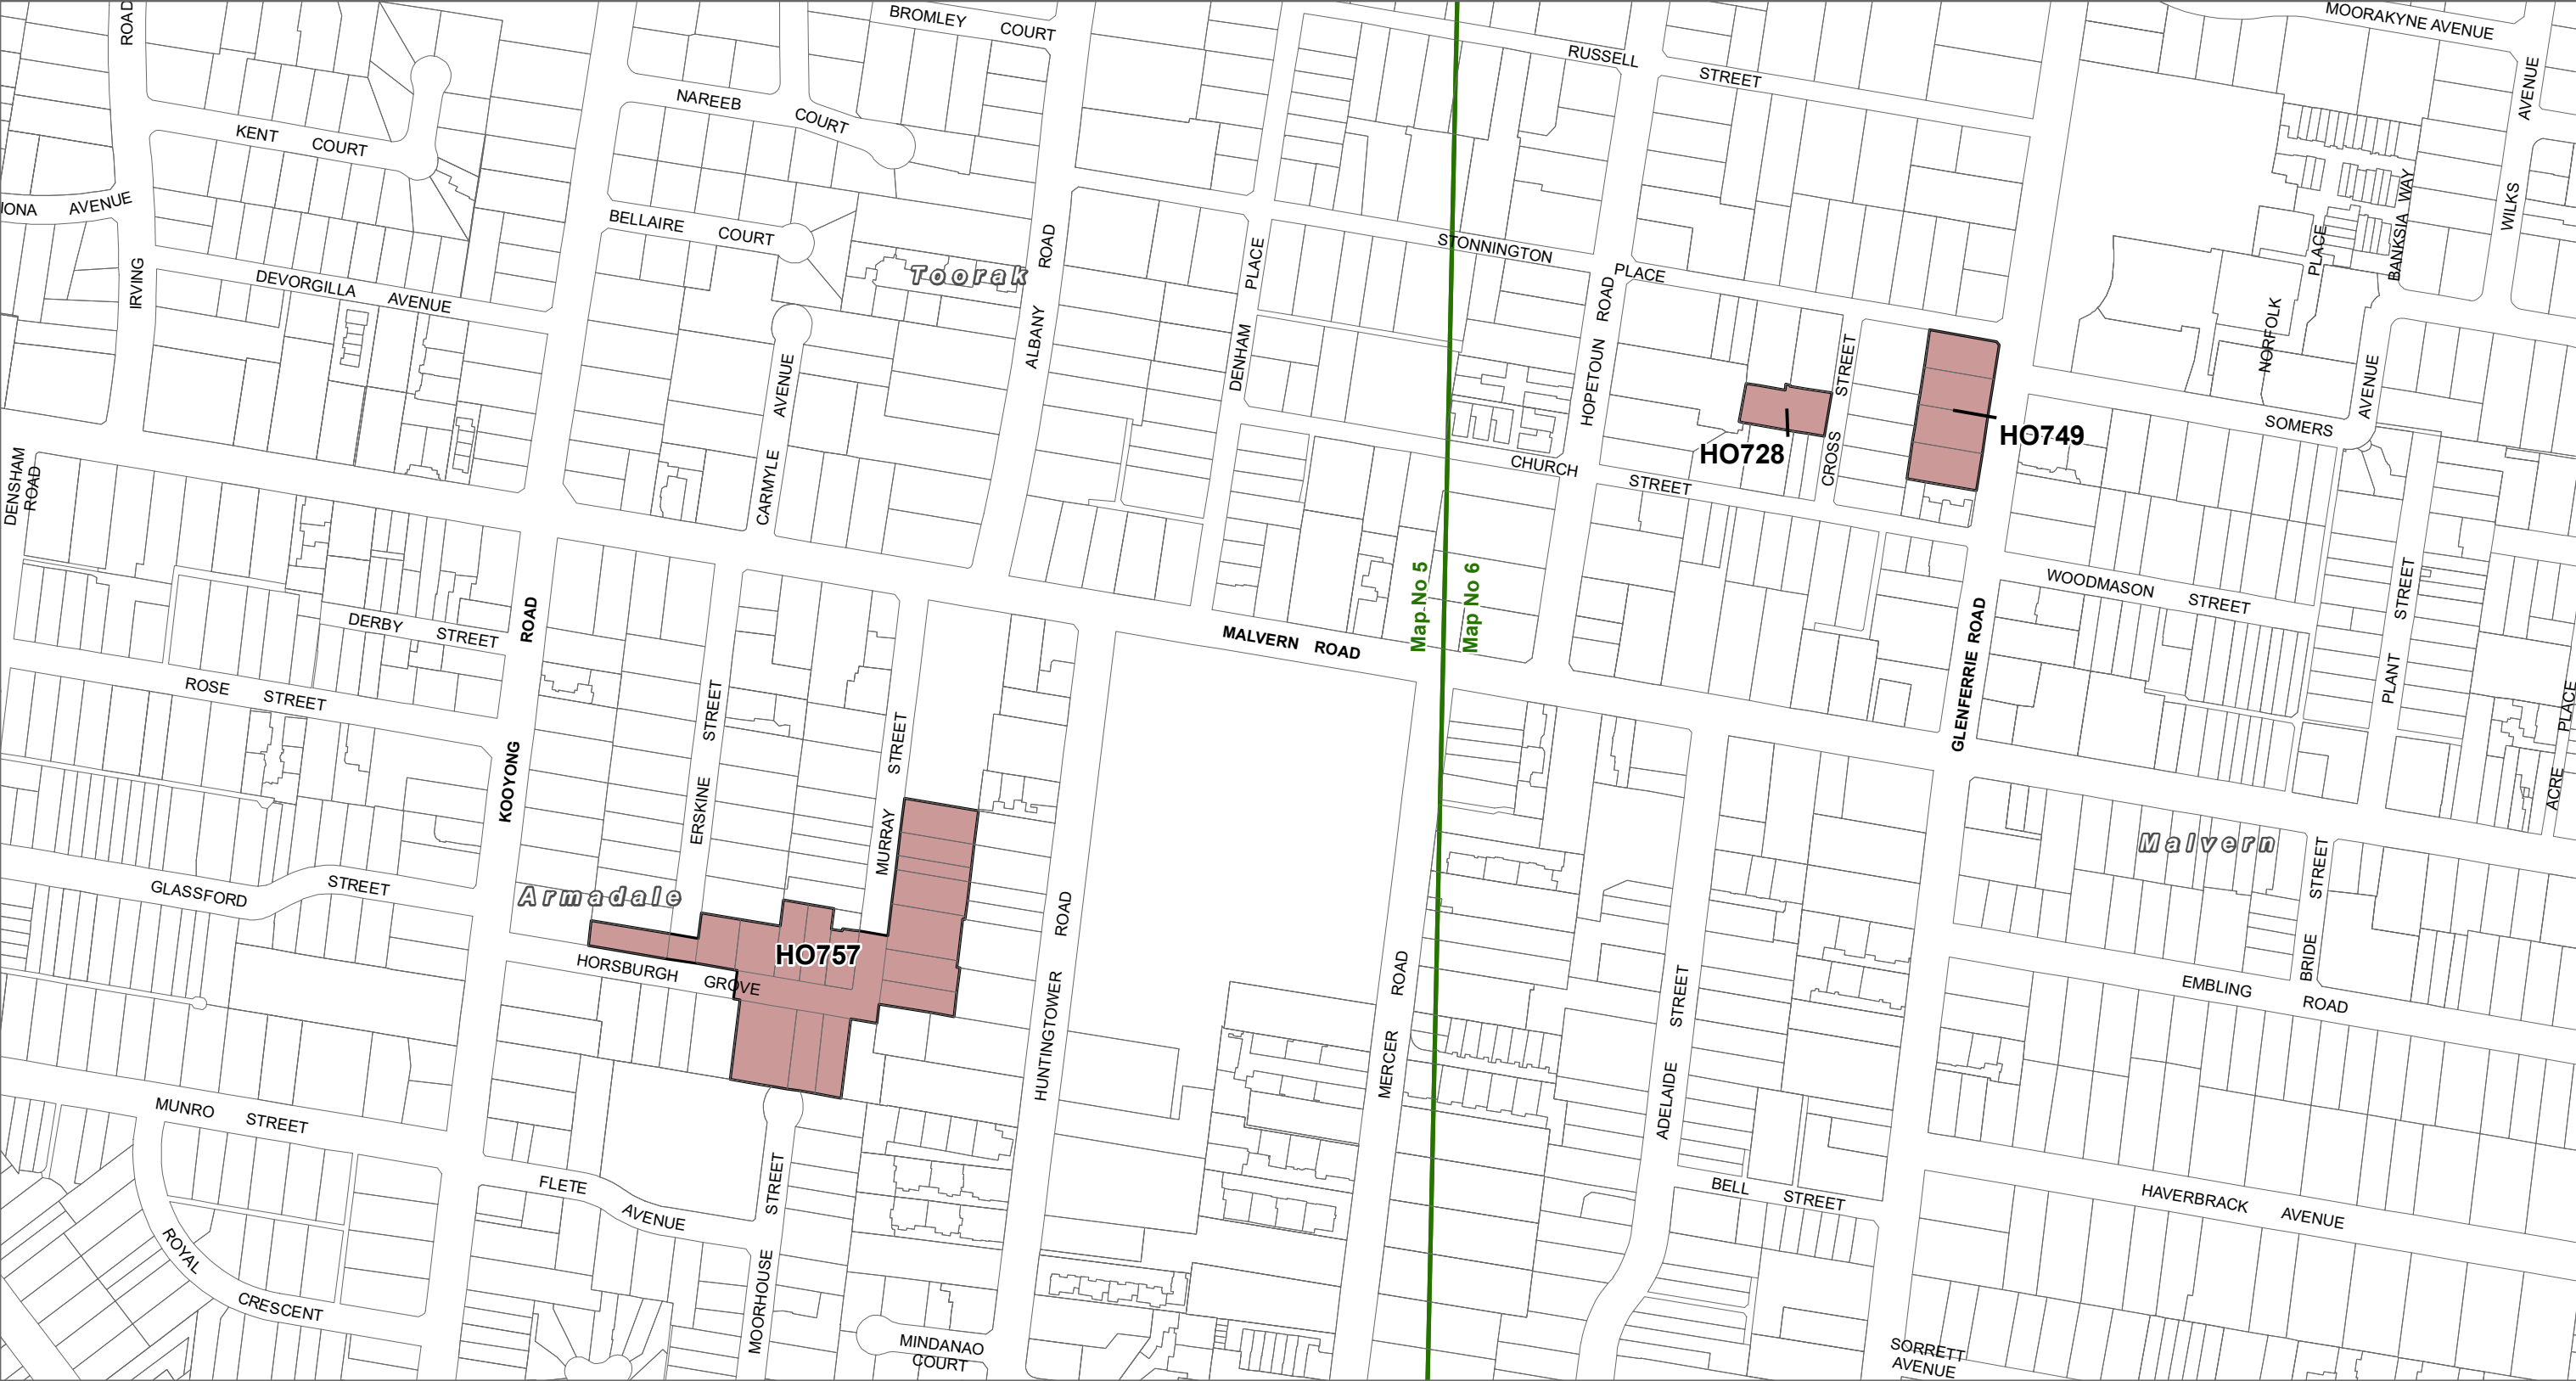 ROAD
BROMLEY COURT
MOORAKYNE AVENUE
RUSSELL STREET
AVENUE
NAREEB COURT
KENT COURT
IONA AVENUE
BELLAIRE COURT
Toorak
ROAD
PLACE
STONNINGTON PLACE
ROAD
WILKS
BANKSIA WAY
PLACE
NORFOLK
IRVING
DEVORGILLA AVENUE
ALBANY
DENHAM
HOPETOUN
STREET
CROSS
AVENUE
CARMYLE
AVENUE
HO728
HO749
SOMERS
CHURCH STREET
DENSHAM
ROAD
Map No 5
Map No 6
WOODMASON STREET
STREET
PLANT
DERBY STREET
ROAD
KOOYONG
MALVERN ROAD
GLENFERRIE ROAD
ROSE STREET
STREET
ERSKINE
STREET
MURRAY
PLACE
ACRE
Malvern
STREET
BRIDE
GLASSFORD STREET
Armadale
HO757
HORSBURGH GROVE
ROAD
HUNTINGTOWER
ROAD
MERCER
STREET
ADELAIDE
EMBLING ROAD
MUNRO STREET
FLETE AVENUE
STREET
MOORHOUSE
BELL STREET
HAVERBRACK AVENUE
ROYAL
CRESCENT
MINDANAO
COURT
SORRETT
AVENUE